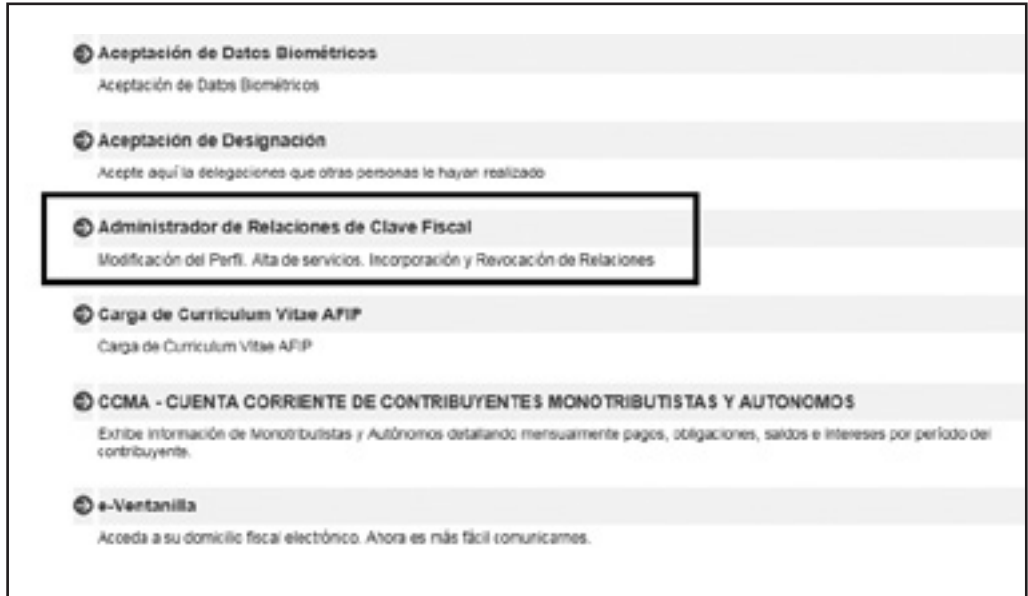 Aceptación de Datos Biométricos
Aceptación de Datos Biométricos
Aceptación de Designación
Acepte aquí la delegaciones que otras personas le hayan realizado
Administrador de Relaciones de Clave Fiscal
Modificación del Perfil. Alta de servicios. Incorporación y Revocación de Relaciones
Carga de Curriculum Vitae AFIP
Carga de Curriculum Vitae AFIP
CCMA - CUENTA CORRIENTE DE CONTRIBUYENTES MONOTRIBUTISTAS Y AUTONOMOS
Exhibe información de Monotributistas y Autónomos detallando mensualmente pagos, obligaciones, saldos e intereses por período del
contribuyente.
e-Ventanilla
Acceda a su domicilio fiscal electrónico. Ahora es más fácil comunicarnos.